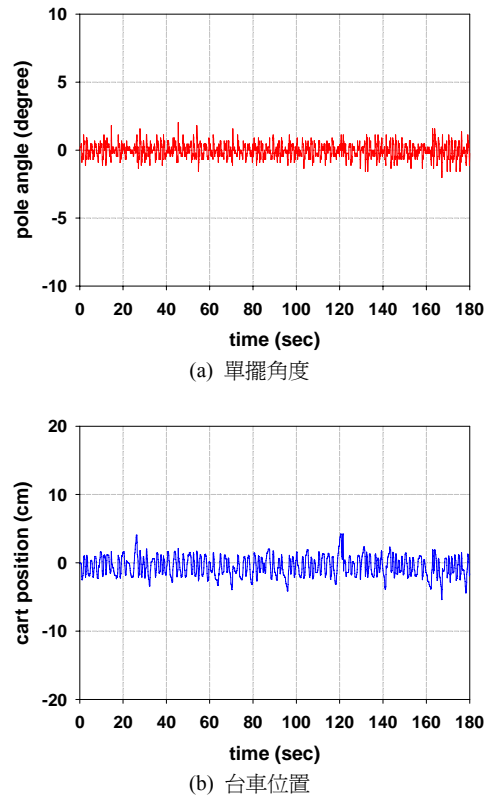 10
5
0
-5
-10
pole angle (degree)
0 20 40 60 80 100 120 140 160 180
time (sec)
(a) 單擺角度
20
10
0
-10
-20
cart position (cm)
0 20 40 60 80 100 120 140 160 180
time (sec)
(b) 台車位置